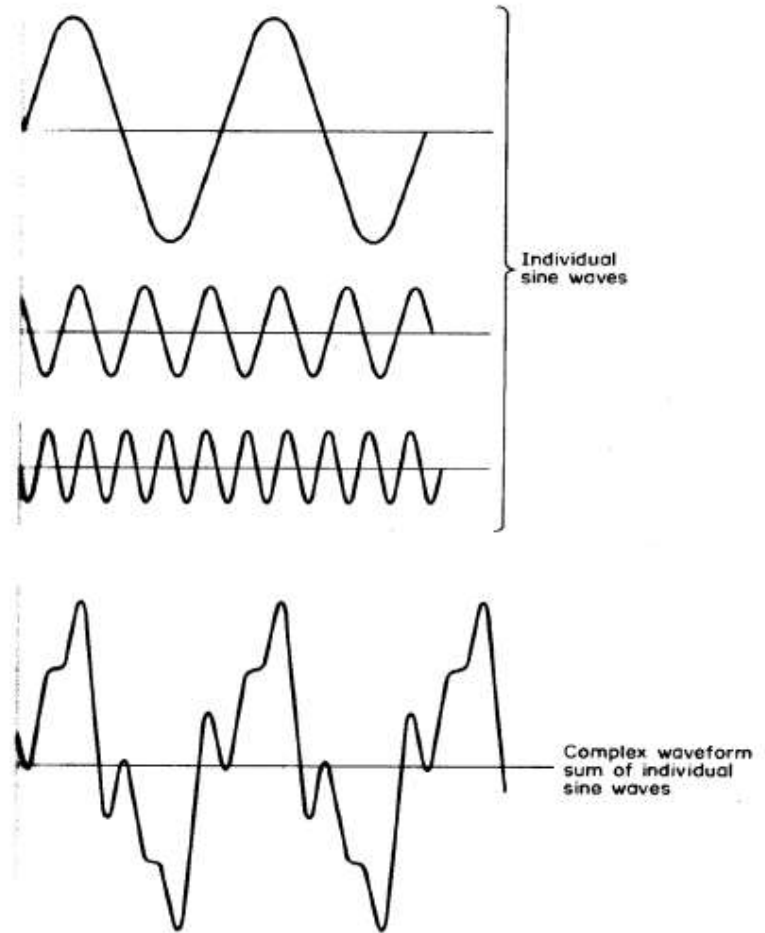 Individual
sine waves
Complex waveform
sum of individual
sine waves